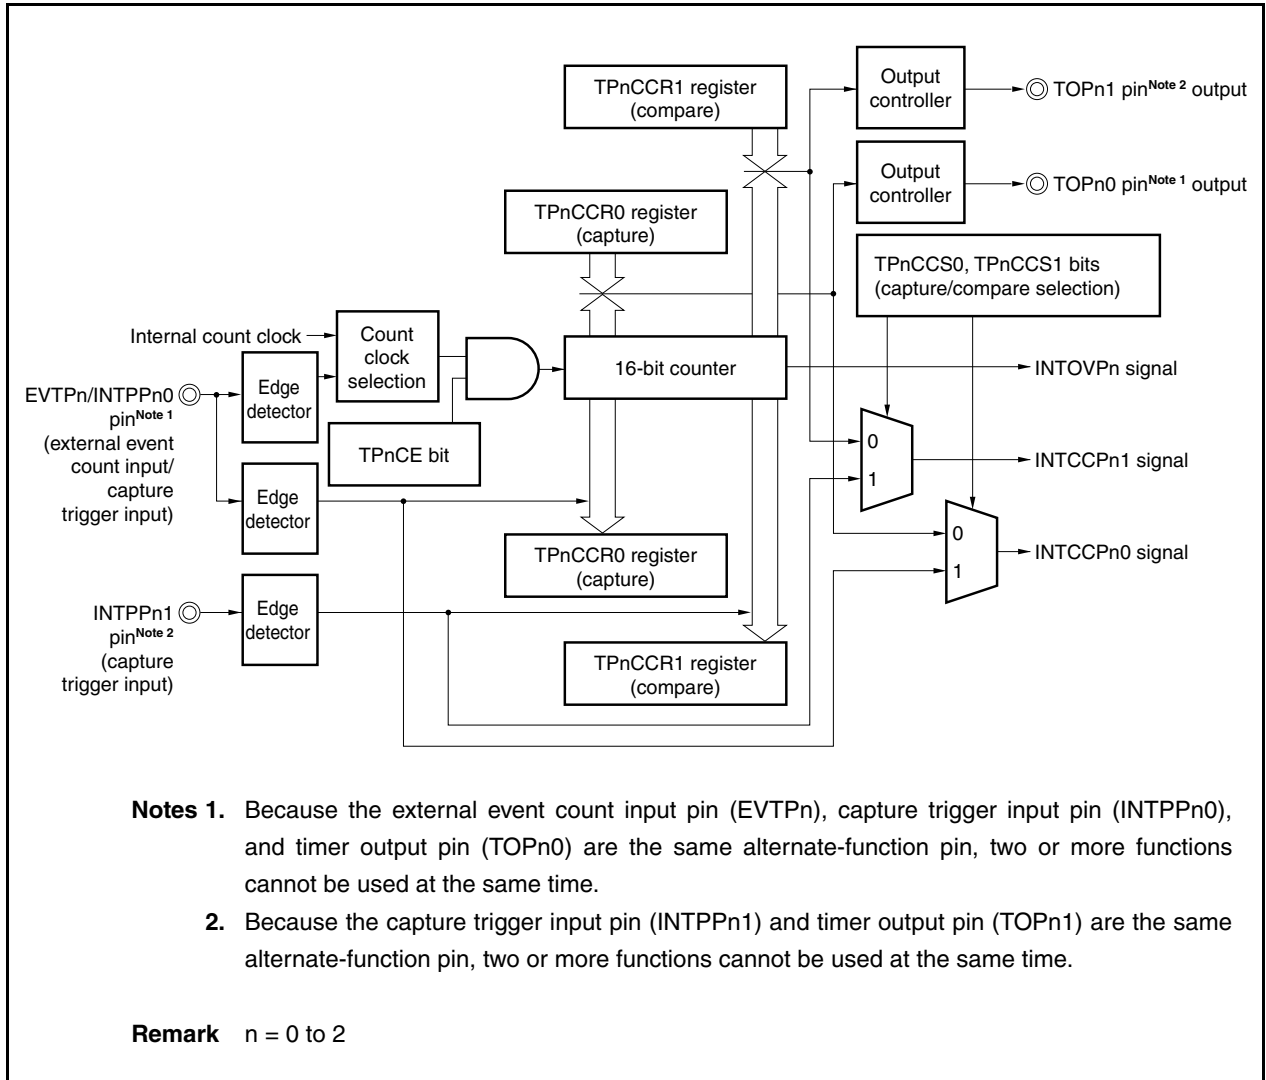 TPnCCR1 register
(compare)
Output
controller
TOPn1 pinNote 2 output
Output
controller
TOPn0 pinNote 1 output
TPnCCR0 register
(capture)
TPnCCS0, TPnCCS1 bits
(capture/compare selection)
Internal count clock
Count
clock
selection
16-bit counter
INTOVPn signal
EVTPn/INTPPn0
pinNote 1
(external event
count input/
capture
trigger input)
Edge
detector
TPnCE bit
0
1
INTCCPn1 signal
Edge
detector
TPnCCR0 register
(capture)
0
1
INTCCPn0 signal
INTPPn1
pinNote 2
(capture
trigger input)
Edge
detector
TPnCCR1 register
(compare)
Notes 1. Because the external event count input pin (EVTPn), capture trigger input pin (INTPPn0),
and timer output pin (TOPn0) are the same alternate-function pin, two or more functions
cannot be used at the same time.
2. Because the capture trigger input pin (INTPPn1) and timer output pin (TOPn1) are the same
alternate-function pin, two or more functions cannot be used at the same time.
Remark n = 0 to 2